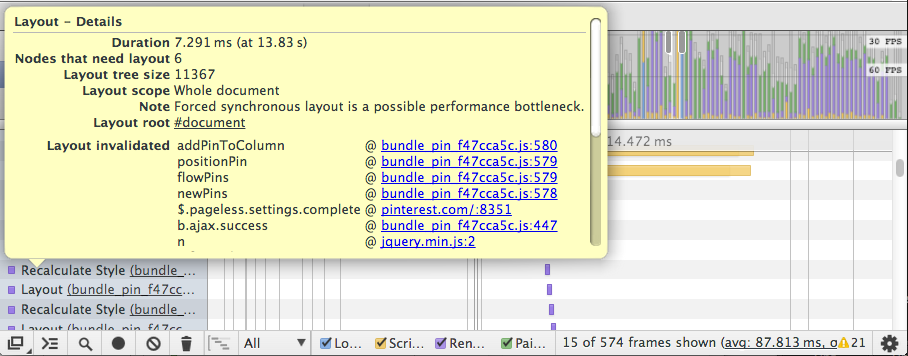 Layout – Details
Duration 7.291 ms (at 13.83 s)
Nodes that need layout 6
Layout tree size 11367
Layout scope Whole document
Note Forced synchronous layout is a possible performance bottleneck.
Layout root #document
Layout invalidated addPinToColumn @ bundle_pin_f47cca5c.js:580
positionPin @ bundle_pin_f47cca5c.js:579
flowPins @ bundle_pin_f47cca5c.js:579
newPins @ bundle_pin_f47cca5c.js:578
$.pageless.settings.complete @ pinterest.com/:8351
b.ajax.success @ bundle_pin_f47cca5c.js:447
n @ jquery.min.js:2
30 FPS
60 FPS
14.472 ms
Recalculate Style (bundle_...
Layout (bundle_pin_f47cc...
Recalculate Style (bundle_...
Layout (bundle_pin_f47cc...
All
Lo...
Scri...
Ren...
Pai...
15 of 574 frames shown (avg: 87.813 ms, σ
21